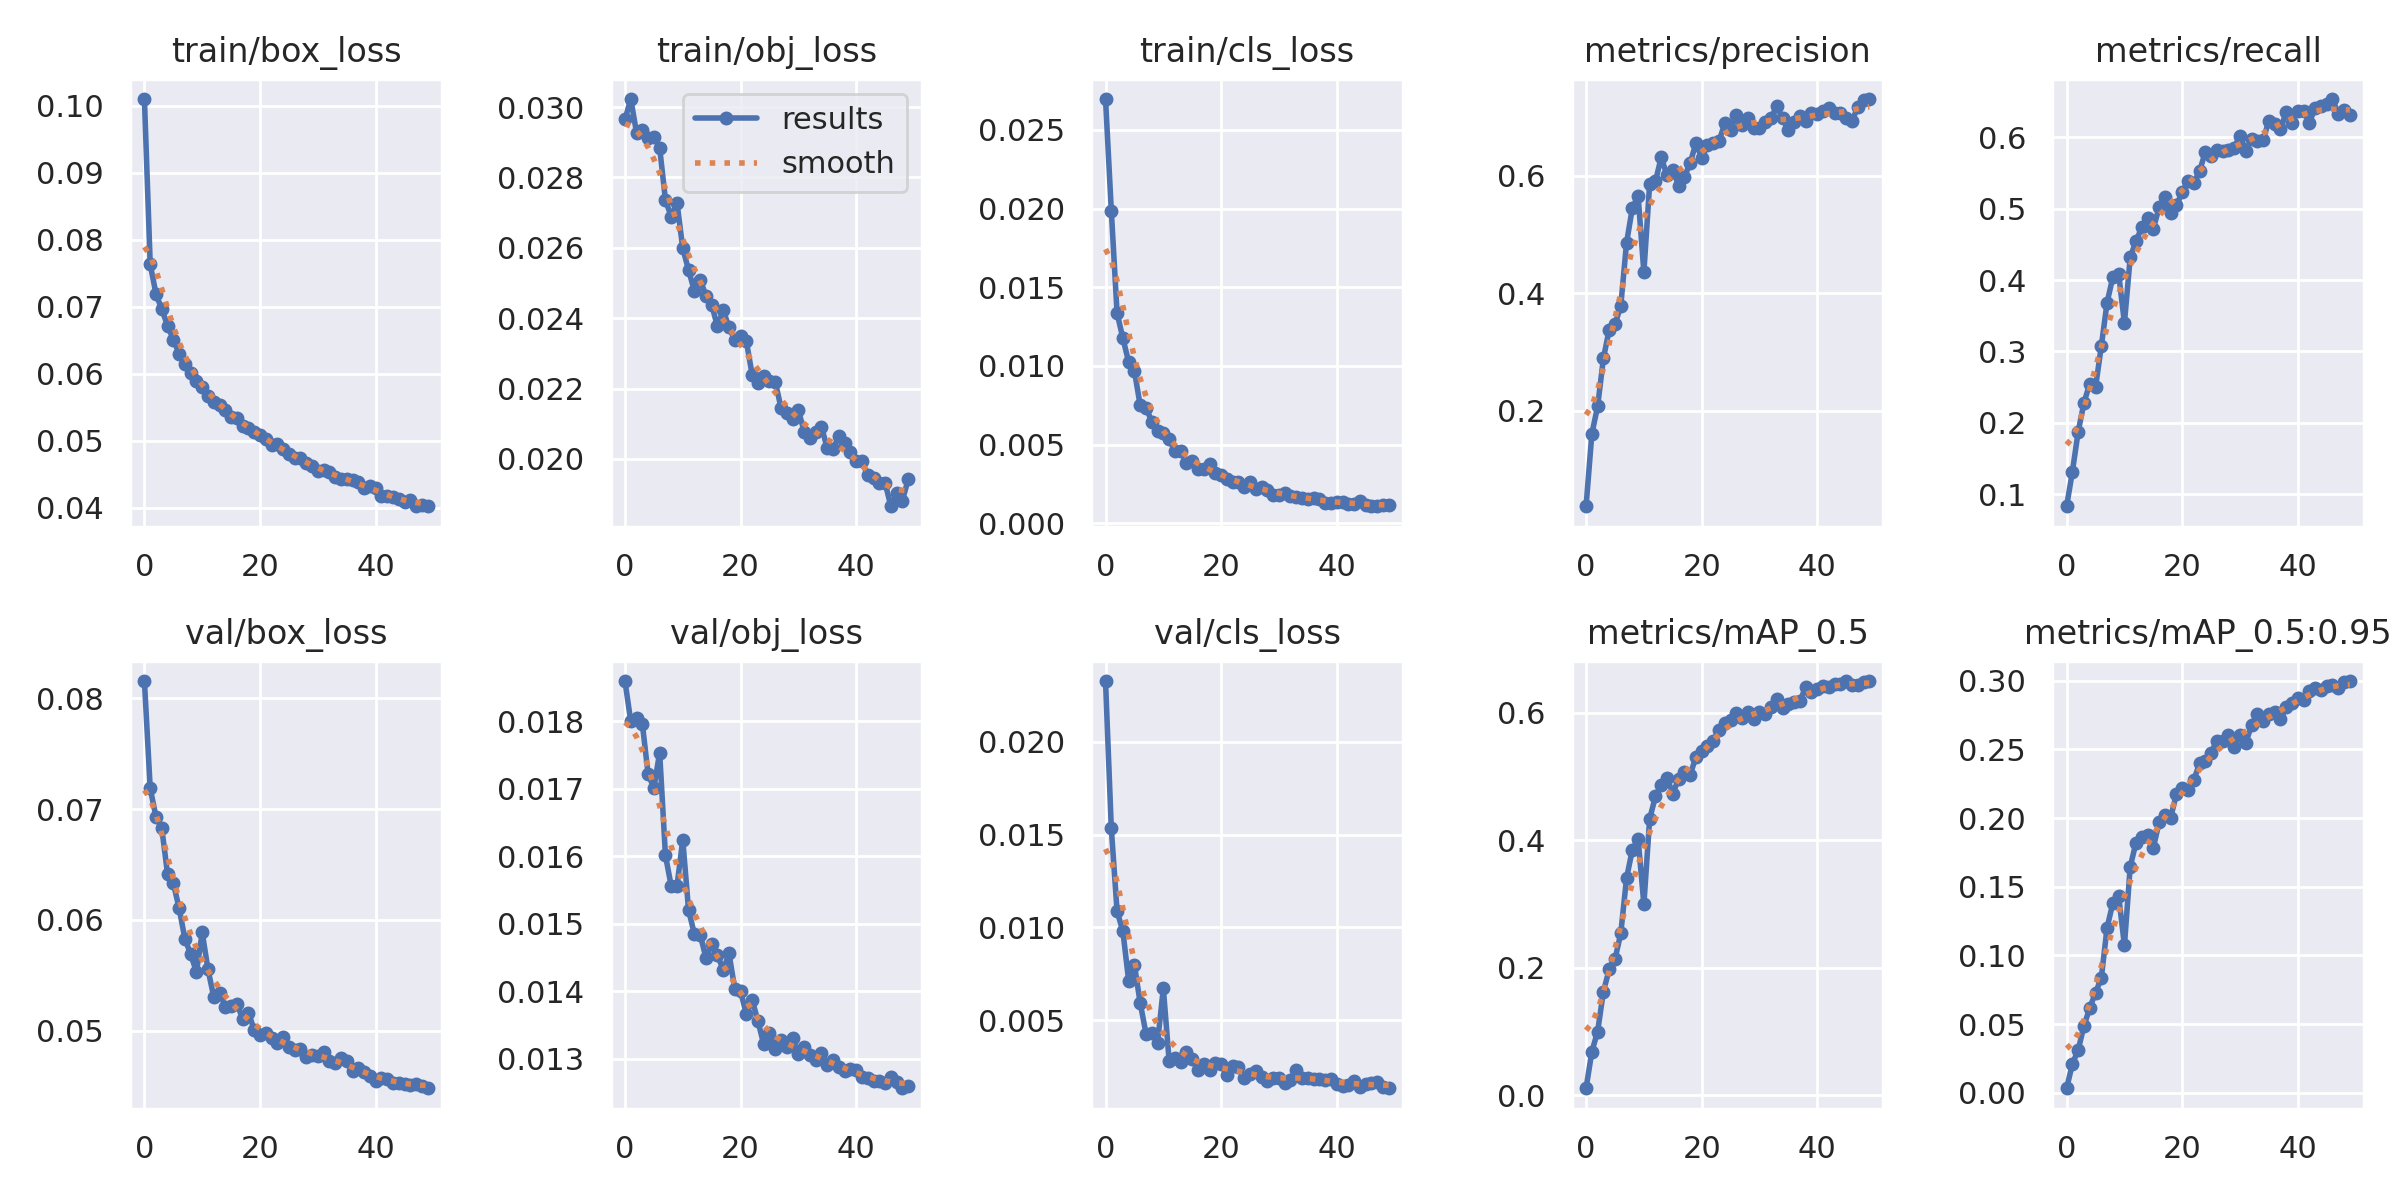 train/box_loss
0.10
0.09
0.08
0.07
0.06
0.05
0.04
0 20 40
train/obj_loss
results
smooth
0.030
0.028
0.026
0.024
0.022
0.020
0 20 40
train/cls_loss
0.025
0.020
0.015
0.010
0.005
0.000
0 20 40
metrics/precision
0.6
0.4
0.2
0 20 40
metrics/recall
0.6
0.5
0.4
0.3
0.2
0.1
0 20 40
val/box_loss
0.08
0.07
0.06
0.05
0 20 40
val/obj_loss
0.018
0.017
0.016
0.015
0.014
0.013
0 20 40
val/cls_loss
0.020
0.015
0.010
0.005
0 20 40
metrics/mAP_0.5
0.6
0.4
0.2
0.0
0 20 40
metrics/mAP_0.5:0.95
0.30
0.25
0.20
0.15
0.10
0.05
0.00
0 20 40